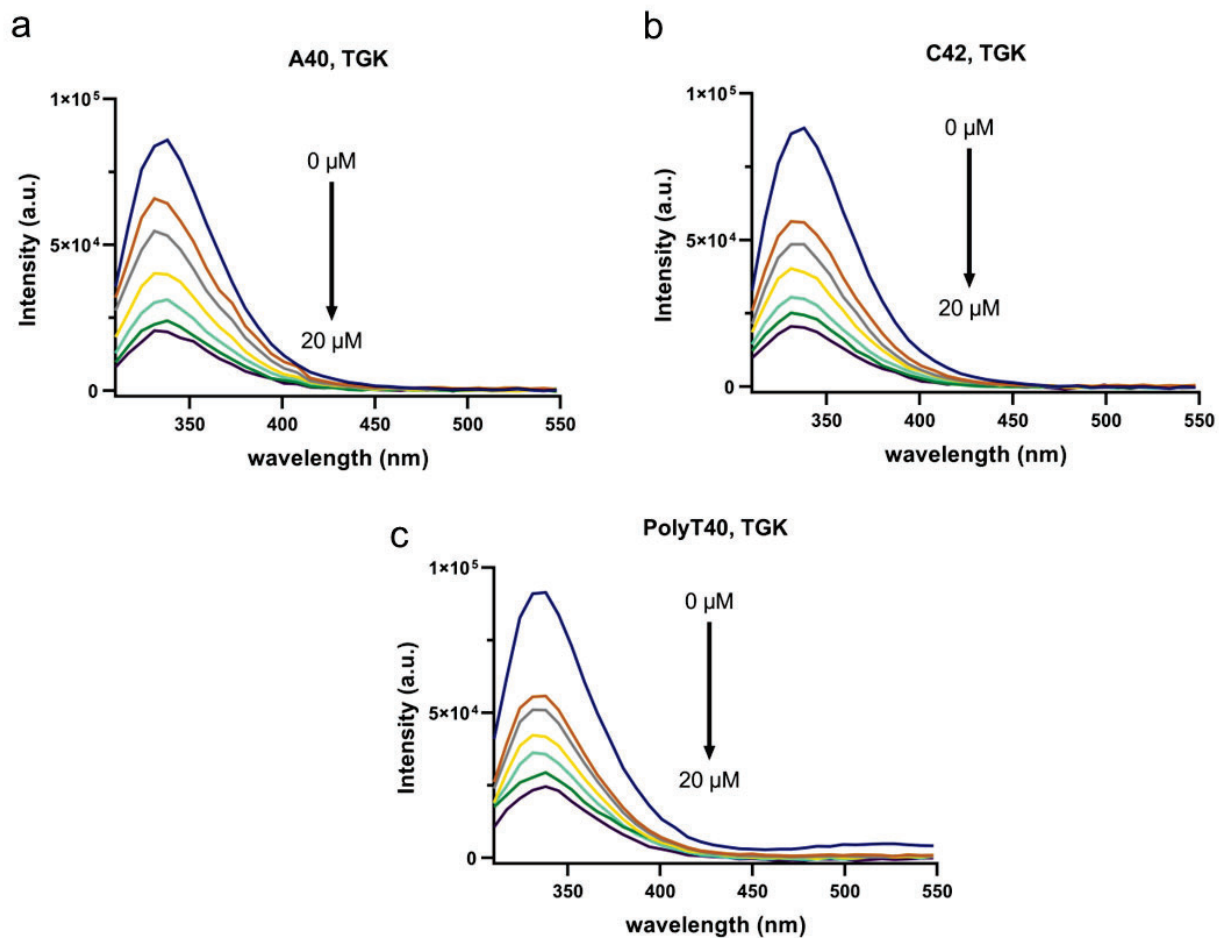 a
A40, TGK
1×10⁵
5×10⁴
0
Intensity (a.u.)
0 µM
20 µM
350 400 450 500 550
wavelength (nm)
b
C42, TGK
1×10⁵
5×10⁴
0
Intensity (a.u.)
0 µM
20 µM
350 400 450 500 550
wavelength (nm)
c
PolyT40, TGK
1×10⁵
5×10⁴
0
Intensity (a.u.)
0 µM
20 µM
350 400 450 500 550
wavelength (nm)